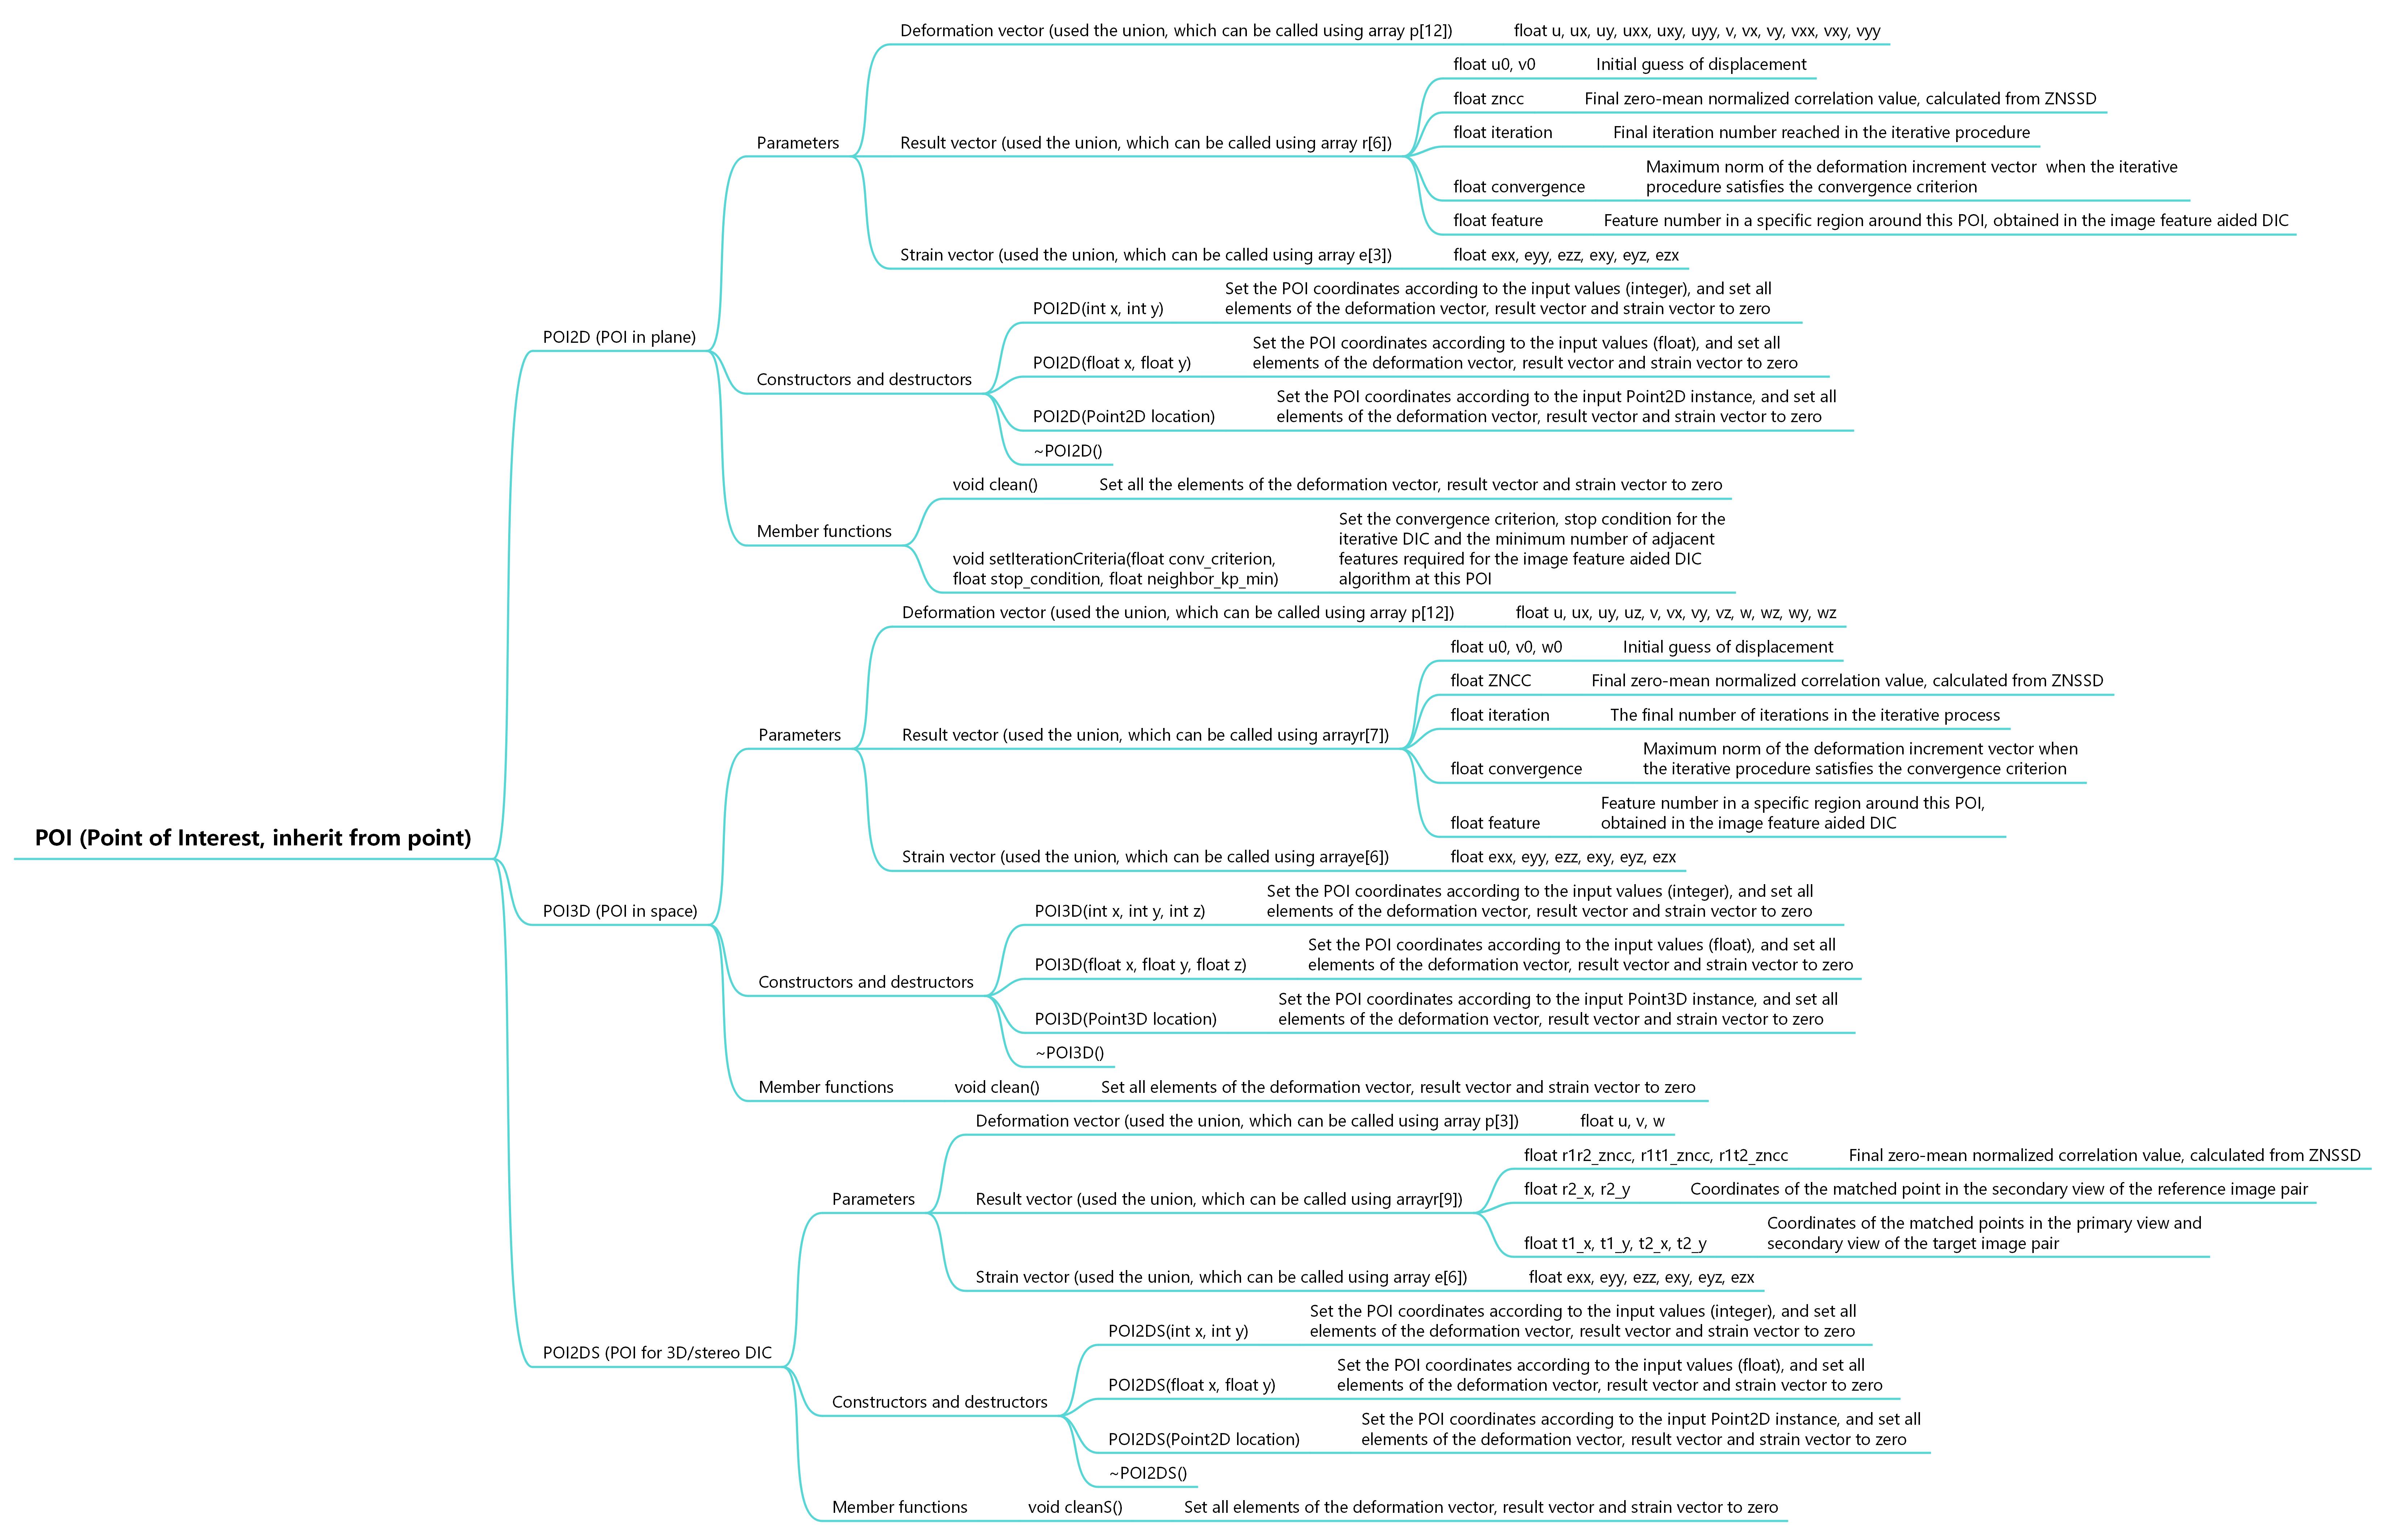 POI (Point of Interest, inherit from point)
POI2D (POI in plane)
Parameters
Deformation vector (used the union, which can be called using array p[12])
float u, ux, uy, uxx, uxy, uyy, v, vx, vy, vxx, vxy, vyy
Result vector (used the union, which can be called using array r[6])
float u0, v0
Initial guess of displacement
float zncc
Final zero-mean normalized correlation value, calculated from ZNSSD
float iteration
Final iteration number reached in the iterative procedure
float convergence
Maximum norm of the deformation increment vector  when the iterative
procedure satisfies the convergence criterion
float feature
Feature number in a specific region around this POI, obtained in the image feature aided DIC
Strain vector (used the union, which can be called using array e[3])
float exx, eyy, ezz, exy, eyz, ezx
Constructors and destructors
POI2D(int x, int y)
Set the POI coordinates according to the input values (integer), and set all
elements of the deformation vector, result vector and strain vector to zero
POI2D(float x, float y)
Set the POI coordinates according to the input values (float), and set all
elements of the deformation vector, result vector and strain vector to zero
POI2D(Point2D location)
Set the POI coordinates according to the input Point2D instance, and set all
elements of the deformation vector, result vector and strain vector to zero
~POI2D()
Member functions
void clean()
Set all the elements of the deformation vector, result vector and strain vector to zero
void setIterationCriteria(float conv_criterion,
float stop_condition, float neighbor_kp_min)
Set the convergence criterion, stop condition for the
iterative DIC and the minimum number of adjacent
features required for the image feature aided DIC
algorithm at this POI
POI3D (POI in space)
Parameters
Deformation vector (used the union, which can be called using array p[12])
float u, ux, uy, uz, v, vx, vy, vz, w, wz, wy, wz
Result vector (used the union, which can be called using arrayr[7])
float u0, v0, w0
Initial guess of displacement
float ZNCC
Final zero-mean normalized correlation value, calculated from ZNSSD
float iteration
The final number of iterations in the iterative process
float convergence
Maximum norm of the deformation increment vector when
the iterative procedure satisfies the convergence criterion
float feature
Feature number in a specific region around this POI,
obtained in the image feature aided DIC
Strain vector (used the union, which can be called using arraye[6])
float exx, eyy, ezz, exy, eyz, ezx
Constructors and destructors
POI3D(int x, int y, int z)
Set the POI coordinates according to the input values (integer), and set all
elements of the deformation vector, result vector and strain vector to zero
POI3D(float x, float y, float z)
Set the POI coordinates according to the input values (float), and set all
elements of the deformation vector, result vector and strain vector to zero
POI3D(Point3D location)
Set the POI coordinates according to the input Point3D instance, and set all
elements of the deformation vector, result vector and strain vector to zero
~POI3D()
Member functions
void clean()
Set all elements of the deformation vector, result vector and strain vector to zero
POI2DS (POI for 3D/stereo DIC
Parameters
Deformation vector (used the union, which can be called using array p[3])
float u, v, w
Result vector (used the union, which can be called using arrayr[9])
float r1r2_zncc, r1t1_zncc, r1t2_zncc
Final zero-mean normalized correlation value, calculated from ZNSSD
float r2_x, r2_y
Coordinates of the matched point in the secondary view of the reference image pair
float t1_x, t1_y, t2_x, t2_y
Coordinates of the matched points in the primary view and
secondary view of the target image pair
Strain vector (used the union, which can be called using array e[6])
float exx, eyy, ezz, exy, eyz, ezx
Constructors and destructors
POI2DS(int x, int y)
Set the POI coordinates according to the input values (integer), and set all
elements of the deformation vector, result vector and strain vector to zero
POI2DS(float x, float y)
Set the POI coordinates according to the input values (float), and set all
elements of the deformation vector, result vector and strain vector to zero
POI2DS(Point2D location)
Set the POI coordinates according to the input Point2D instance, and set all
elements of the deformation vector, result vector and strain vector to zero
~POI2DS()
Member functions
void cleanS()
Set all elements of the deformation vector, result vector and strain vector to zero